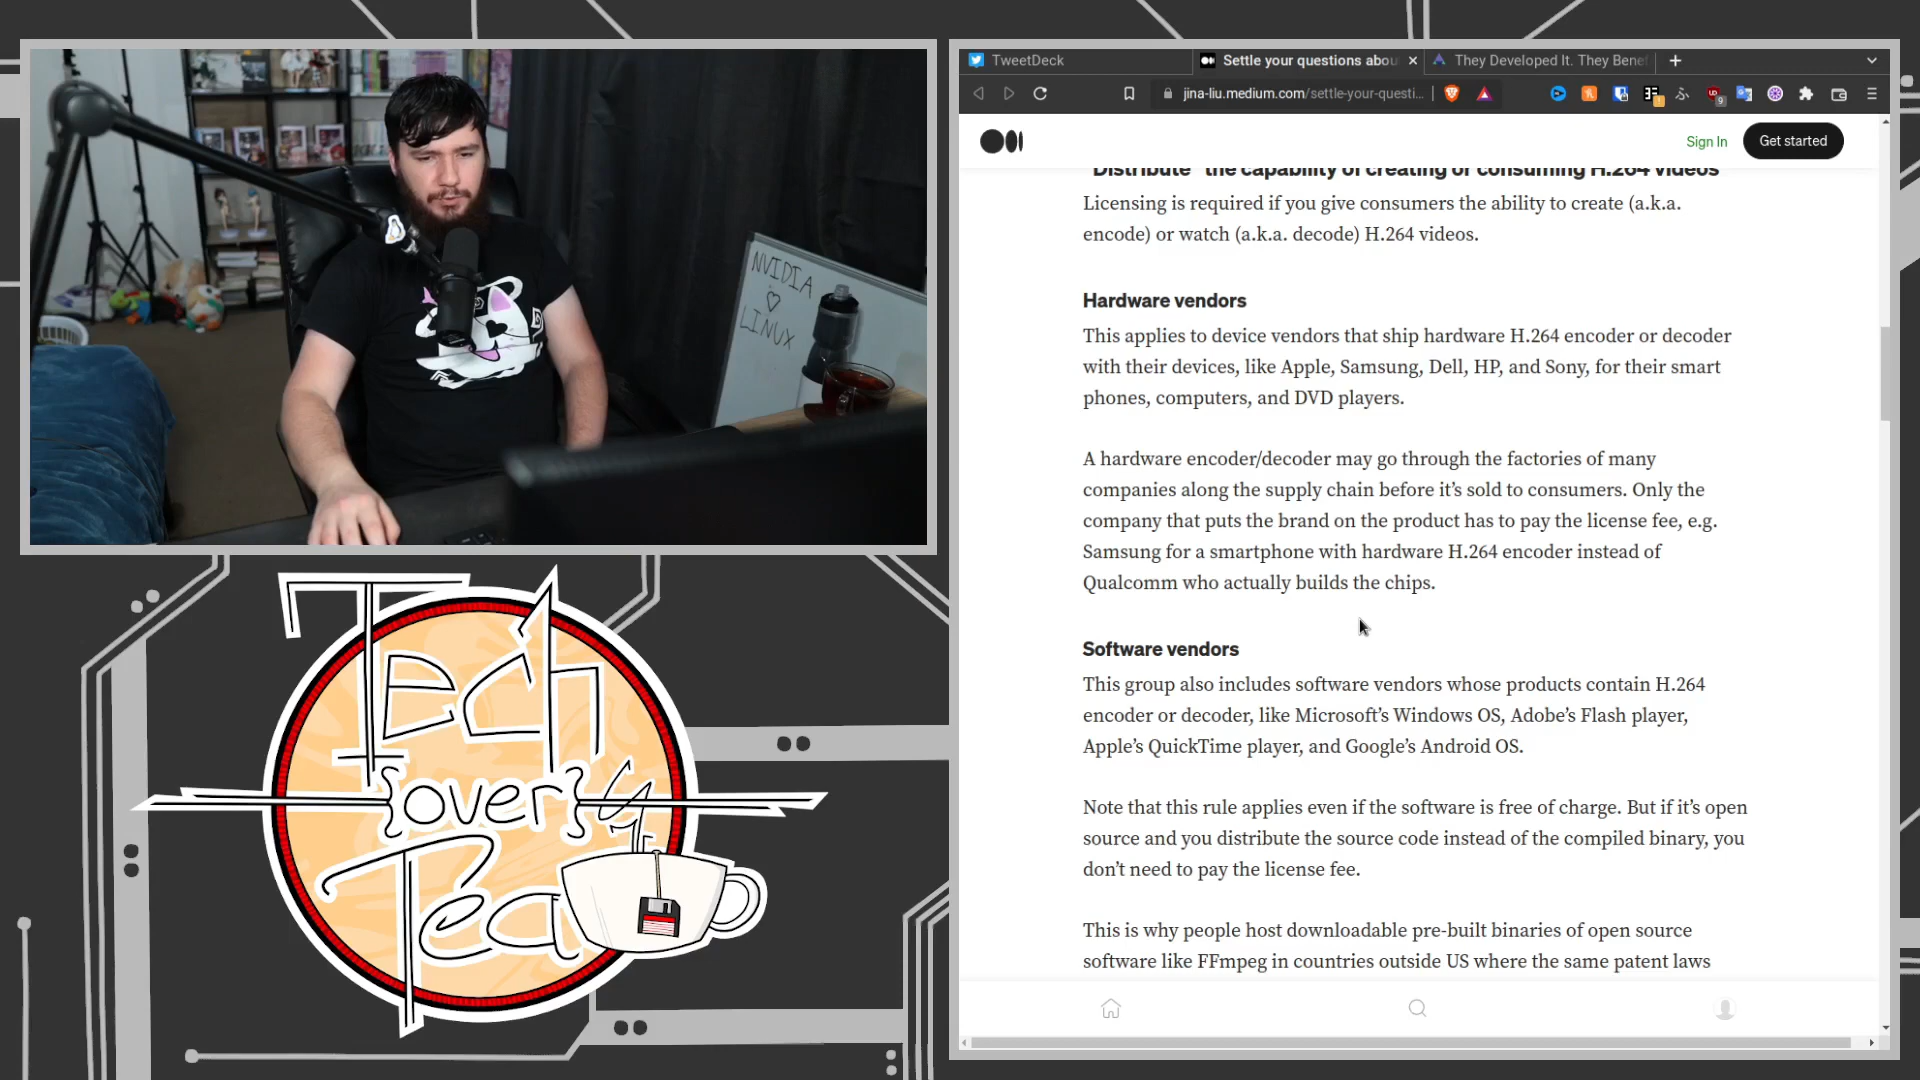 NVIDIA
♡
LINUX
Tech
{over}
Tea
TweetDeck
Settle your questions abou
They Developed It. They Benef
jina-liu.medium.com/settle-your-questi...
9
Sign In
Get started
"Distribute" the capability of creating or consuming H.264 videos
Licensing is required if you give consumers the ability to create (a.k.a.
encode) or watch (a.k.a. decode) H.264 videos.
Hardware vendors
This applies to device vendors that ship hardware H.264 encoder or decoder
with their devices, like Apple, Samsung, Dell, HP, and Sony, for their smart
phones, computers, and DVD players.
A hardware encoder/decoder may go through the factories of many
companies along the supply chain before it’s sold to consumers. Only the
company that puts the brand on the product has to pay the license fee, e.g.
Samsung for a smartphone with hardware H.264 encoder instead of
Qualcomm who actually builds the chips.
Software vendors
This group also includes software vendors whose products contain H.264
encoder or decoder, like Microsoft’s Windows OS, Adobe’s Flash player,
Apple’s QuickTime player, and Google’s Android OS.
Note that this rule applies even if the software is free of charge. But if it’s open
source and you distribute the source code instead of the compiled binary, you
don’t need to pay the license fee.
This is why people host downloadable pre-built binaries of open source
software like FFmpeg in countries outside US where the same patent laws